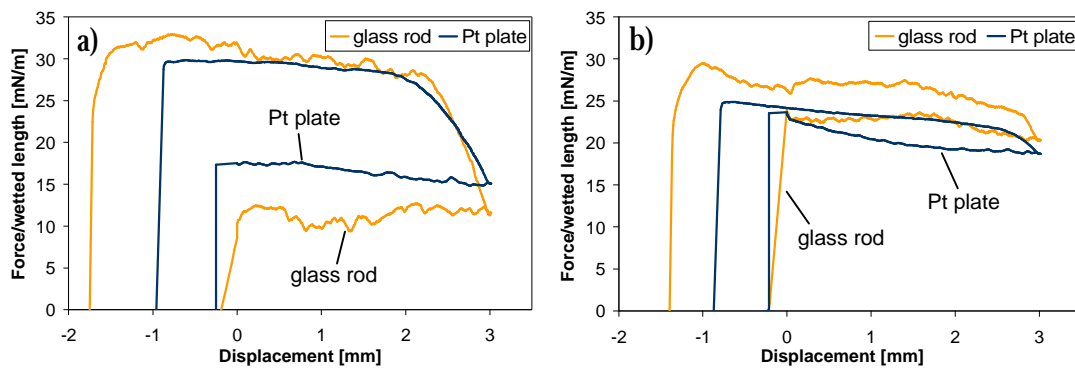 a)
glass rod
Pt plate
Force/wetted length [mN/m]
35
30
25
20
15
10
5
0
Pt plate
glass rod
-2
-1
0
1
2
3
Displacement [mm]
b)
glass rod
Pt plate
Force/wetted length [mN/m]
35
30
25
20
15
10
5
0
Pt plate
glass rod
-2
-1
0
1
2
3
Displacement [mm]